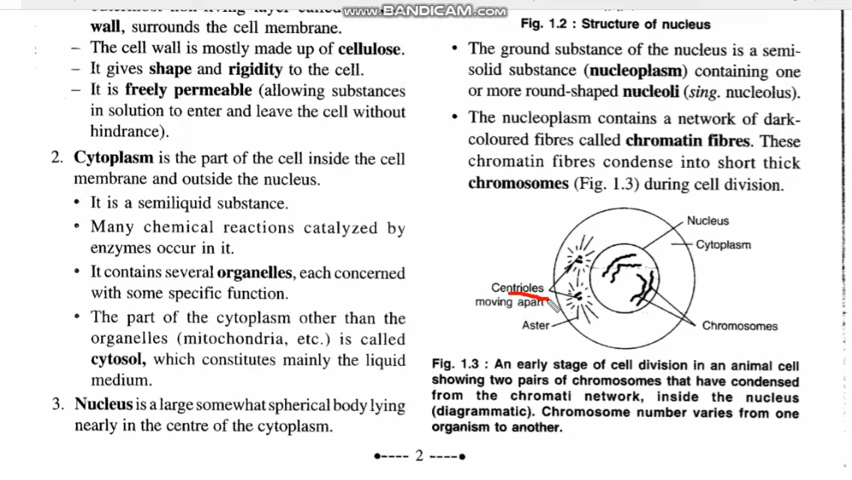 www.BANDICAM.com
wall, surrounds the cell membrane.
– The cell wall is mostly made up of cellulose.
– It gives shape and rigidity to the cell.
– It is freely permeable (allowing substances
in solution to enter and leave the cell without
hindrance).
2. Cytoplasm is the part of the cell inside the cell
membrane and outside the nucleus.
• It is a semiliquid substance.
• Many chemical reactions catalyzed by
enzymes occur in it.
• It contains several organelles, each concerned
with some specific function.
• The part of the cytoplasm other than the
organelles (mitochondria, etc.) is called
cytosol, which constitutes mainly the liquid
medium.
3. Nucleus is a large somewhat spherical body lying
nearly in the centre of the cytoplasm.
Fig. 1.2 : Structure of nucleus
• The ground substance of the nucleus is a semi-
solid substance (nucleoplasm) containing one
or more round-shaped nucleoli (sing. nucleolus).
• The nucleoplasm contains a network of dark-
coloured fibres called chromatin fibres. These
chromatin fibres condense into short thick
chromosomes (Fig. 1.3) during cell division.
Nucleus
Cytoplasm
Centrioles
moving apart
Aster
Chromosomes
Fig. 1.3 : An early stage of cell division in an animal cell
showing two pairs of chromosomes that have condensed
from the chromati network, inside the nucleus
(diagrammatic). Chromosome number varies from one
organism to another.
•---- 2 ----•